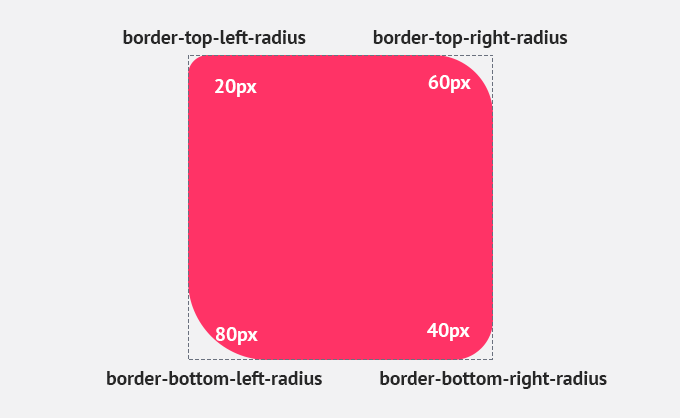 border-top-left-radius border-top-right-radius
20px 60px
80px 40px
border-bottom-left-radius border-bottom-right-radius